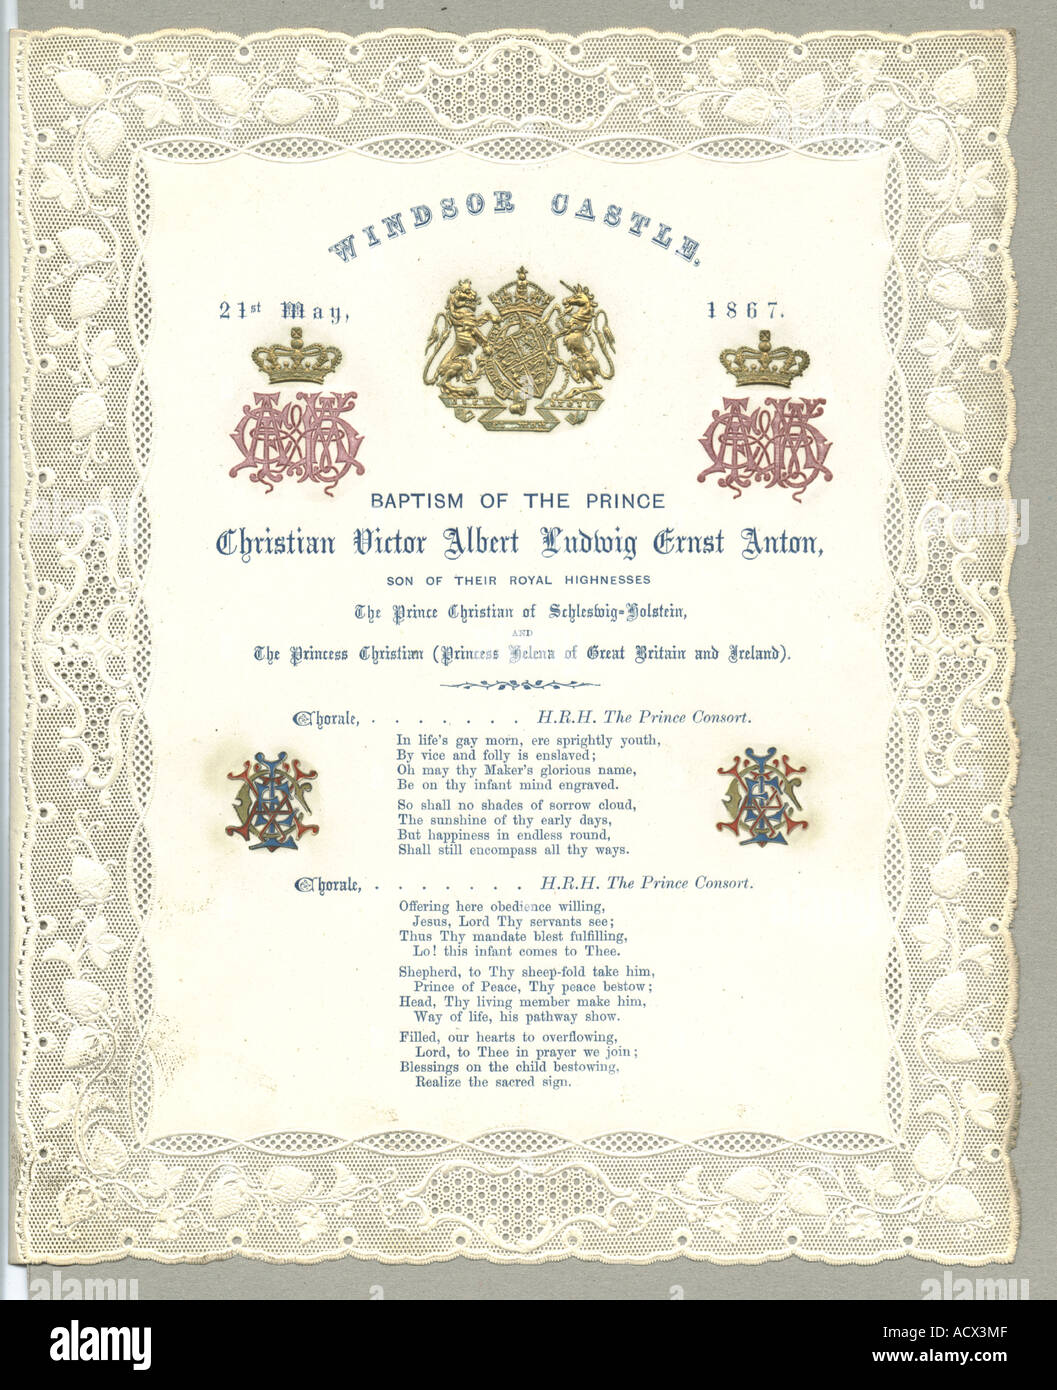 WINDSOR CASTLE,
21st May, 1867.
BAPTISM OF THE PRINCE
Christian Victor Albert Ludwig Ernst Anton,
SON OF THEIR ROYAL HIGHNESSES
The Prince Christian of Schleswig-Holstein,
AND
The Princess Christian (Princess Helena of Great Britain and Ireland).
Chorale, . . . . . . . H.R.H. The Prince Consort.
In life's gay morn, ere sprightly youth,
By vice and folly is enslaved;
Oh may thy Maker's glorious name,
Be on thy infant mind engraved.
So shall no shades of sorrow cloud,
The sunshine of thy early days,
But happiness in endless round,
Shall still encompass all thy ways.
Chorale, . . . . . . . H.R.H. The Prince Consort.
Offering here obedience willing,
Jesus, Lord Thy servants see;
Thus Thy mandate blest fulfilling,
Lo! this infant comes to Thee.
Shepherd, to Thy sheep-fold take him,
Prince of Peace, Thy peace bestow;
Head, Thy living member make him,
Way of life, his pathway show.
Filled, our hearts to overflowing,
Lord, to Thee in prayer we join;
Blessings on the child bestowing,
Realize the sacred sign.
alamy
Image ID: ACX3MF
www.alamy.com